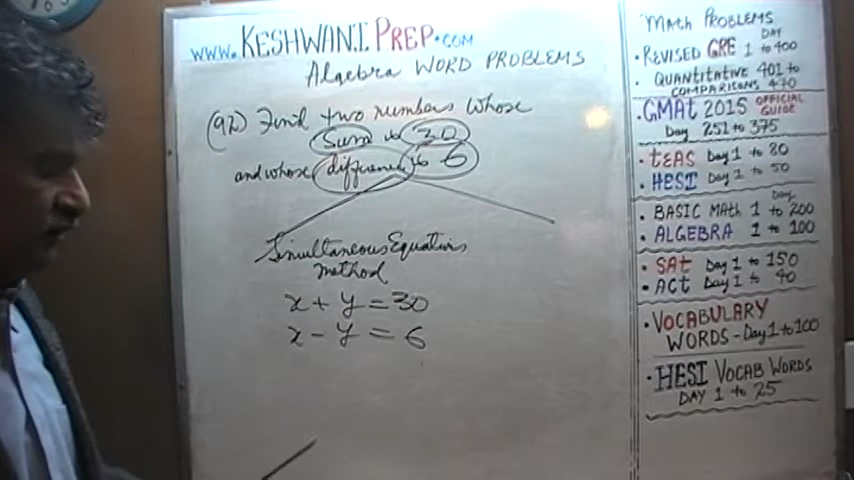 www.KESHWANI PREP.COM
Algebra WORD PROBLEMS
(92) Find two numbers whose
sum is 30
and whose difference is 6
Simultaneous Equations
method
x + y = 30
x - y = 6
Math PROBLEMS
DAY
• REVISED GRE 1 to 400
• QUANTITATIVE 401 to
COMPARISONS 470
• GMAt 2015 OFFICIAL GUIDE
Day 251 to 375
• tEAS Day 1 to 80
• HESI Day 1 to 50
Day
• BASIC Math 1 to 200
• ALGEBRA 1 to 100
• SAt Day 1 to 150
• ACt Day 1 to 90
• VOCABULARY
WORDS - Day 1 to 100
• HESI VOCAB WORDS
DAY 1 to 25